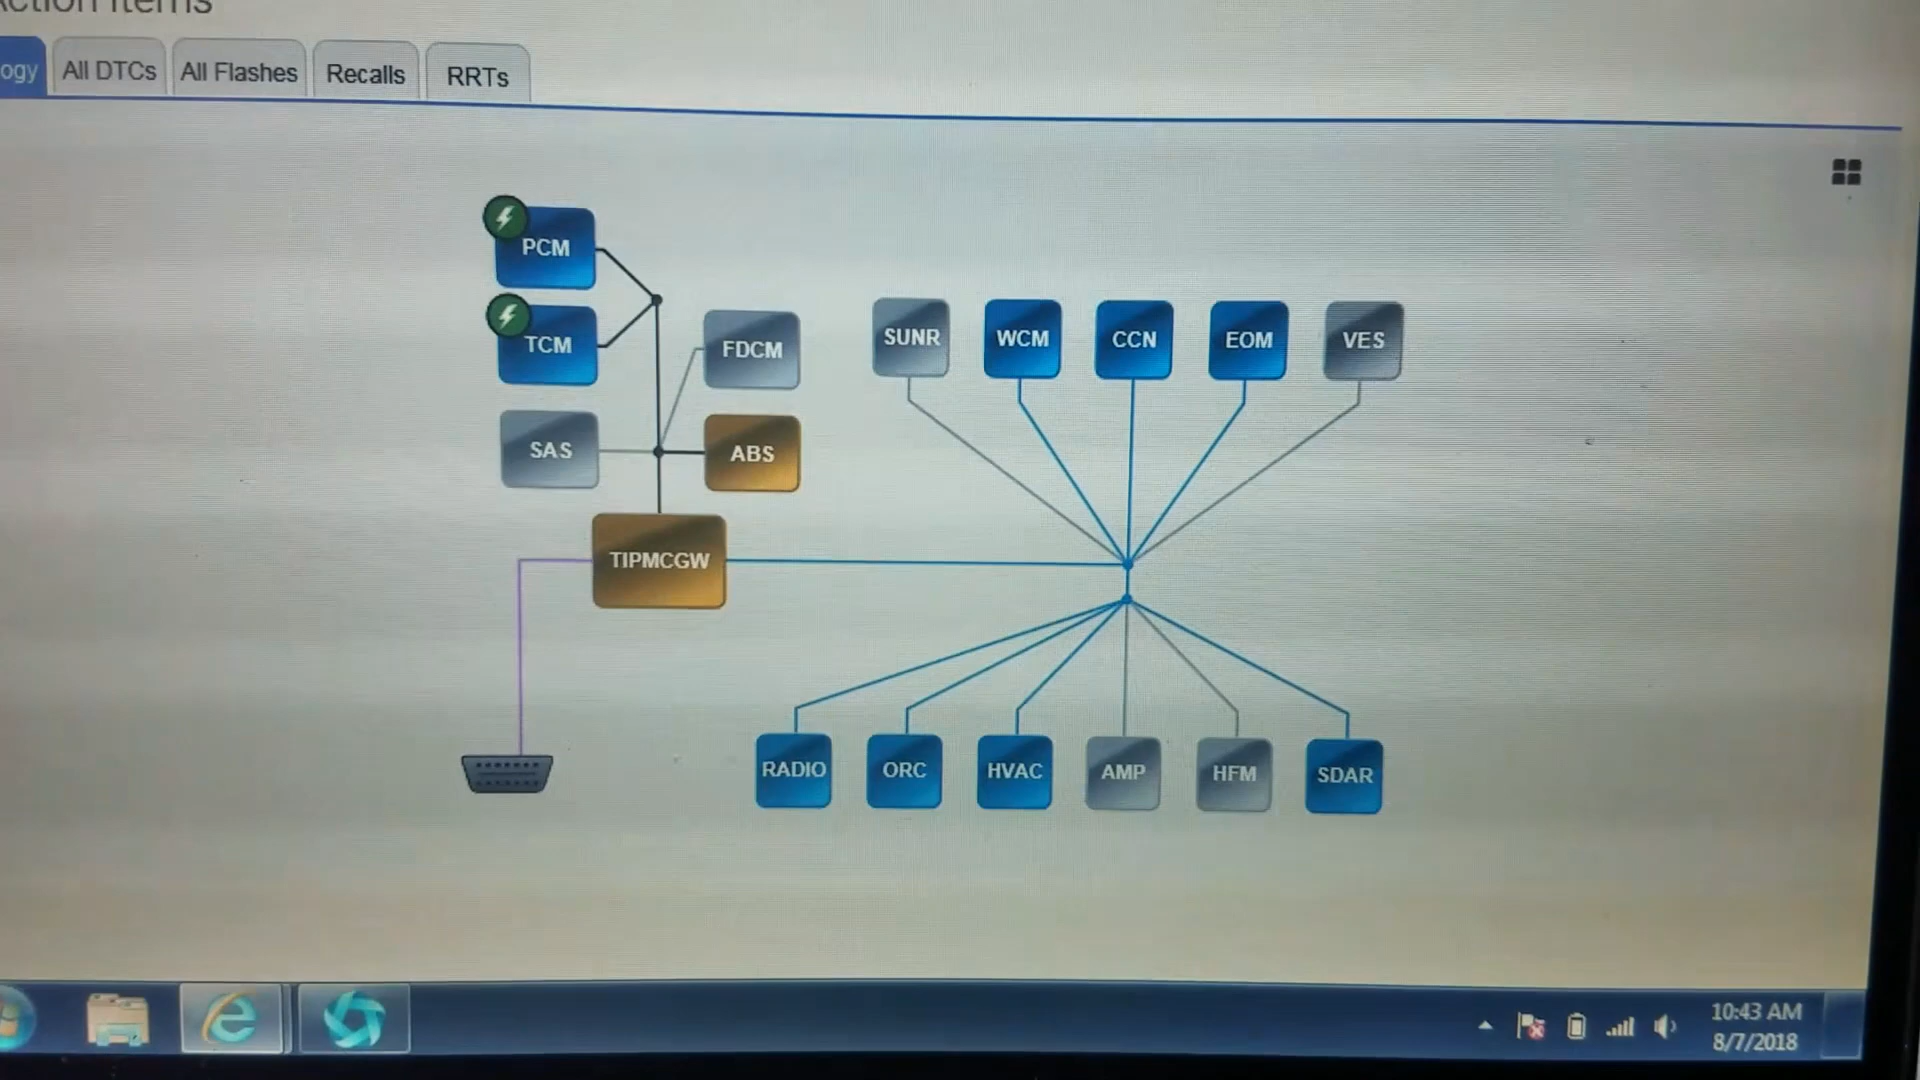 Action Items
ogy
All DTCs
All Flashes
Recalls
RRTs
PCM
TCM
FDCM
SAS
ABS
SUNR
WCM
CCN
EOM
VES
TIPMCGW
RADIO
ORC
HVAC
AMP
HFM
SDAR
10:43 AM
8/7/2018